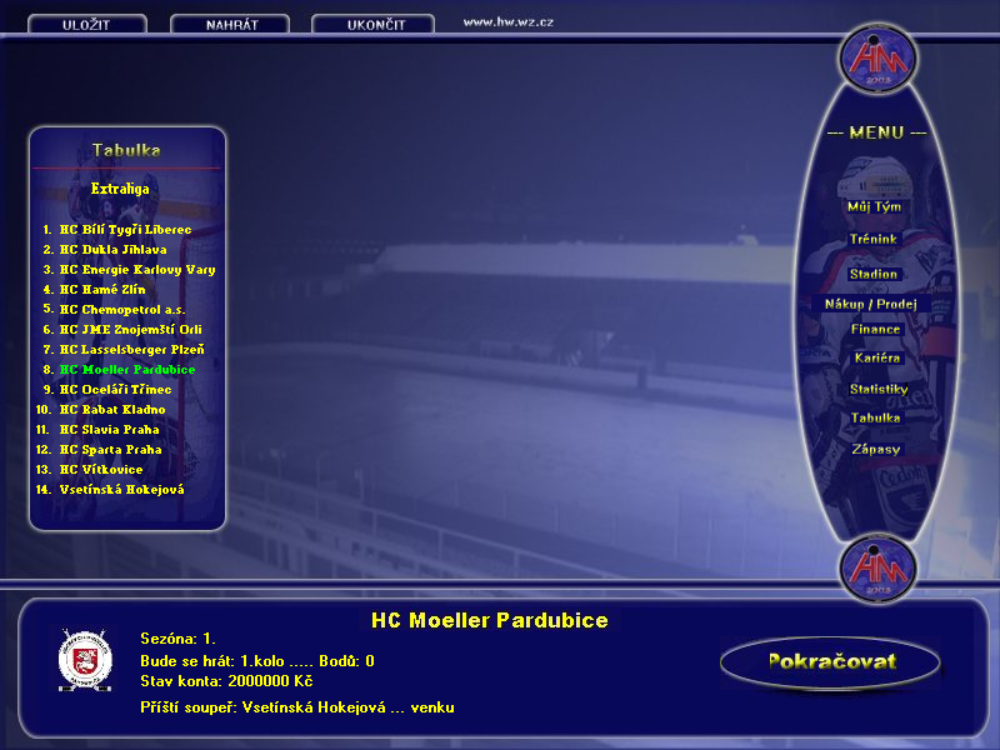 ULOŽIT NAHRÁT UKONČIT www.hw.wz.cz
HM
2003
--- MENU ---
Můj Tým
Trénink
Stadion
Nákup / Prodej
Finance
Kariéra
Statistiky
Tabulka
Zápasy
HM
2003
Tabulka
Extraliga
1. HC Bílí Tygři Liberec
2. HC Dukla Jihlava
3. HC Energie Karlovy Vary
4. HC Hamé Zlín
5. HC Chemopetrol a.s.
6. HC JME Znojemští Orli
7. HC Lasselsberger Plzeň
8. HC Moeller Pardubice
9. HC Oceláři Třinec
10. HC Rabat Kladno
11. HC Slavia Praha
12. HC Sparta Praha
13. HC Vítkovice
14. Vsetínská Hokejová
HC Moeller Pardubice
Sezóna: 1.
Bude se hrát: 1.kolo ..... Bodů: 0
Stav konta: 2000000 Kč
Příští soupeř: Vsetínská Hokejová ... venku
Pokračovat